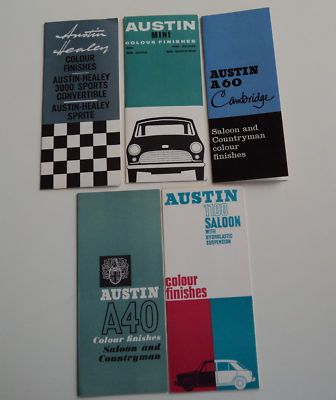 Austin
Healey
COLOUR
FINISHES
AUSTIN-HEALEY
3000 SPORTS
CONVERTIBLE
AUSTIN-HEALEY
SPRITE
AUSTIN
MINI
COLOUR FINISHES
AUSTIN
A60
Cambridge
Saloon and
Countryman
colour
finishes
AUSTIN
A40
Colour finishes
Saloon and
Countryman
AUSTIN
1100
SALOON
WITH
HYDROLASTIC
SUSPENSION
colour
finishes